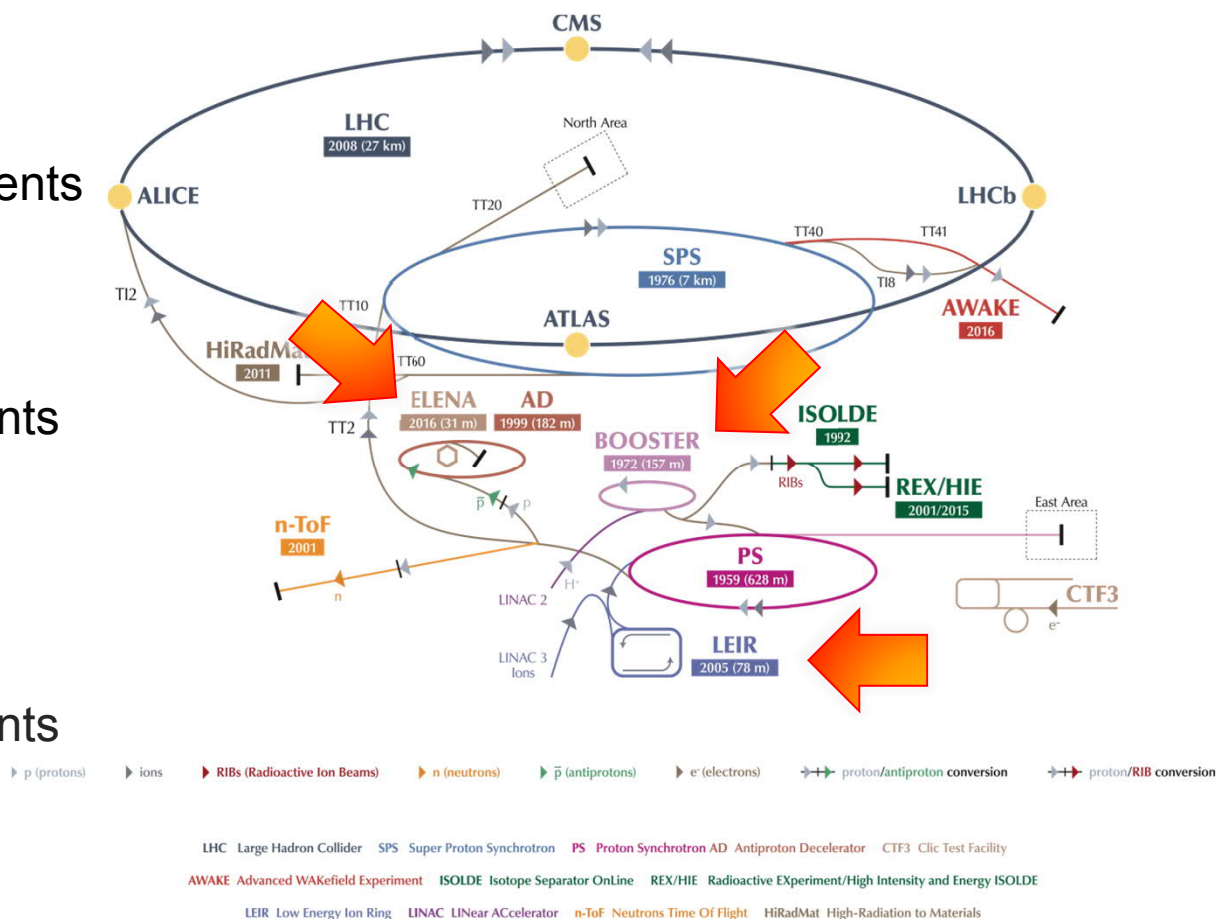 CMS
LHC
2008 (27 km)
North Area
ents
ALICE
LHCb
TT20
TT40
TT41
SPS
1976 (7 km)
TI2
TI8
TT10
ATLAS
AWAKE
2016
HiRadMa
2011
TT60
ELENA
2016 (31 m)
AD
1999 (182 m)
nts
TT2
BOOSTER
1972 (157 m)
ISOLDE
1992
RIBs
REX/HIE
2001/2015
p̅
p
East Area
n-ToF
2001
n
PS
1959 (628 m)
H⁺
LINAC 2
CTF3
e⁻
LEIR
2005 (78 m)
LINAC 3
Ions
nts
p (protons) ions RIBs (Radioactive Ion Beams) n (neutrons) p̅ (antiprotons) e⁻ (electrons) proton/antiproton conversion proton/RIB conversion
LHC Large Hadron Collider SPS Super Proton Synchrotron PS Proton Synchrotron AD Antiproton Decelerator CTF3 Clic Test Facility
AWAKE Advanced WAKefield Experiment ISOLDE Isotope Separator OnLine REX/HIE Radioactive EXperiment/High Intensity and Energy ISOLDE
LEIR Low Energy Ion Ring LINAC LINear ACcelerator n-ToF Neutrons Time Of Flight HiRadMat High-Radiation to Materials